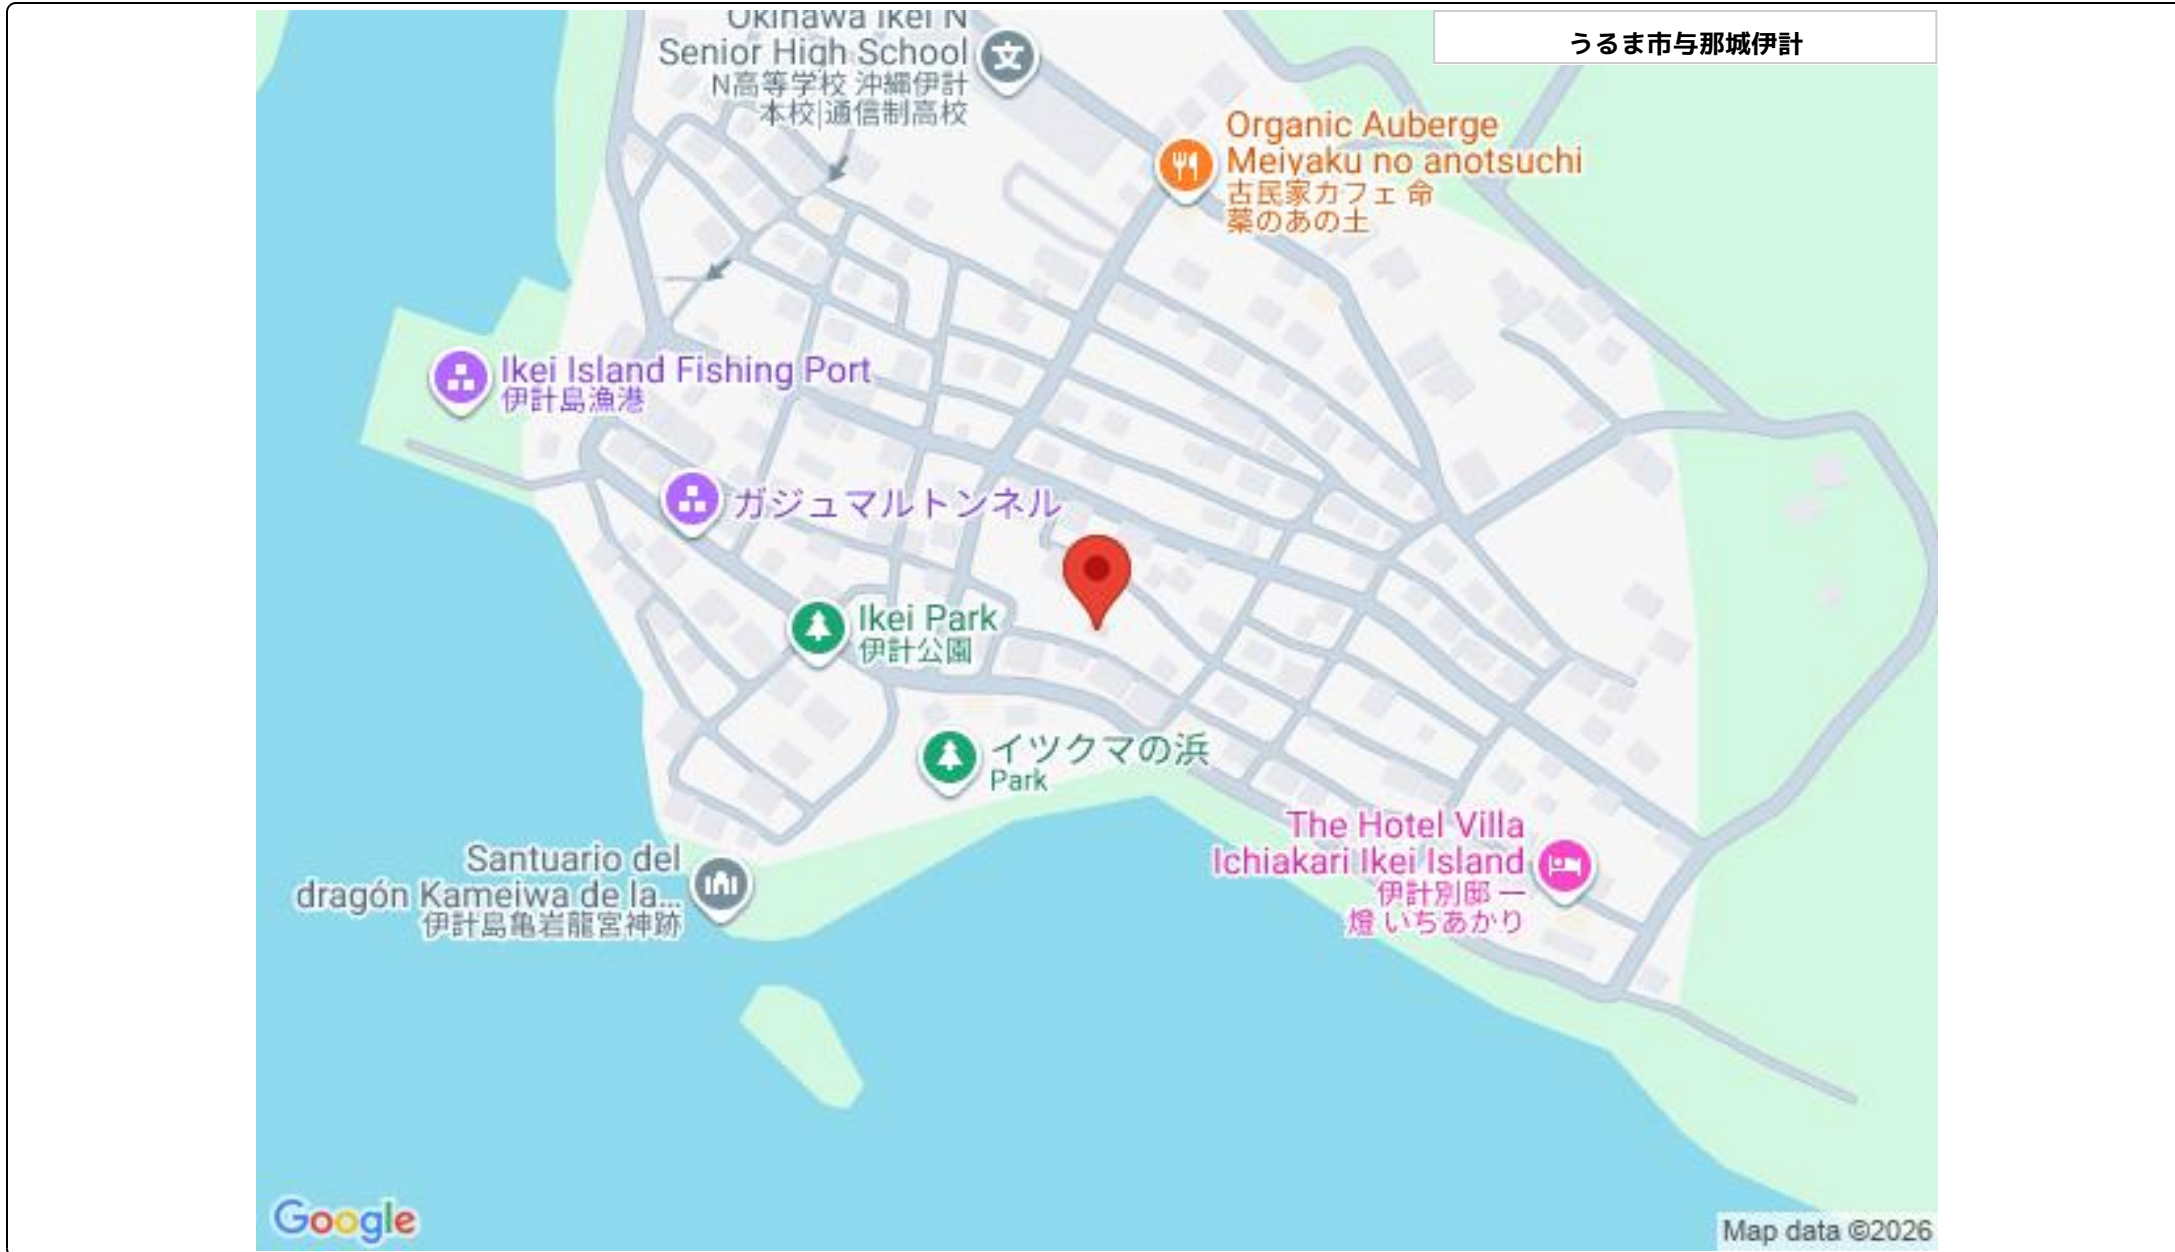 うるま市与那城伊計
Okinawa Ikei N
Senior High School
N高等学校 沖縄伊計
本校|通信制高校
Organic Auberge
Meiyaku no anotsuchi
古民家カフェ 命
薬のあの土
Ikei Island Fishing Port
伊計島漁港
ガジュマルトンネル
Ikei Park
伊計公園
イツクマの浜
Park
The Hotel Villa
Ichiakari Ikei Island
伊計別邸 一
燈 いちあかり
Santuario del
dragón Kameiwa de la...
伊計島亀岩龍宮神跡
Google
Map data ©2026